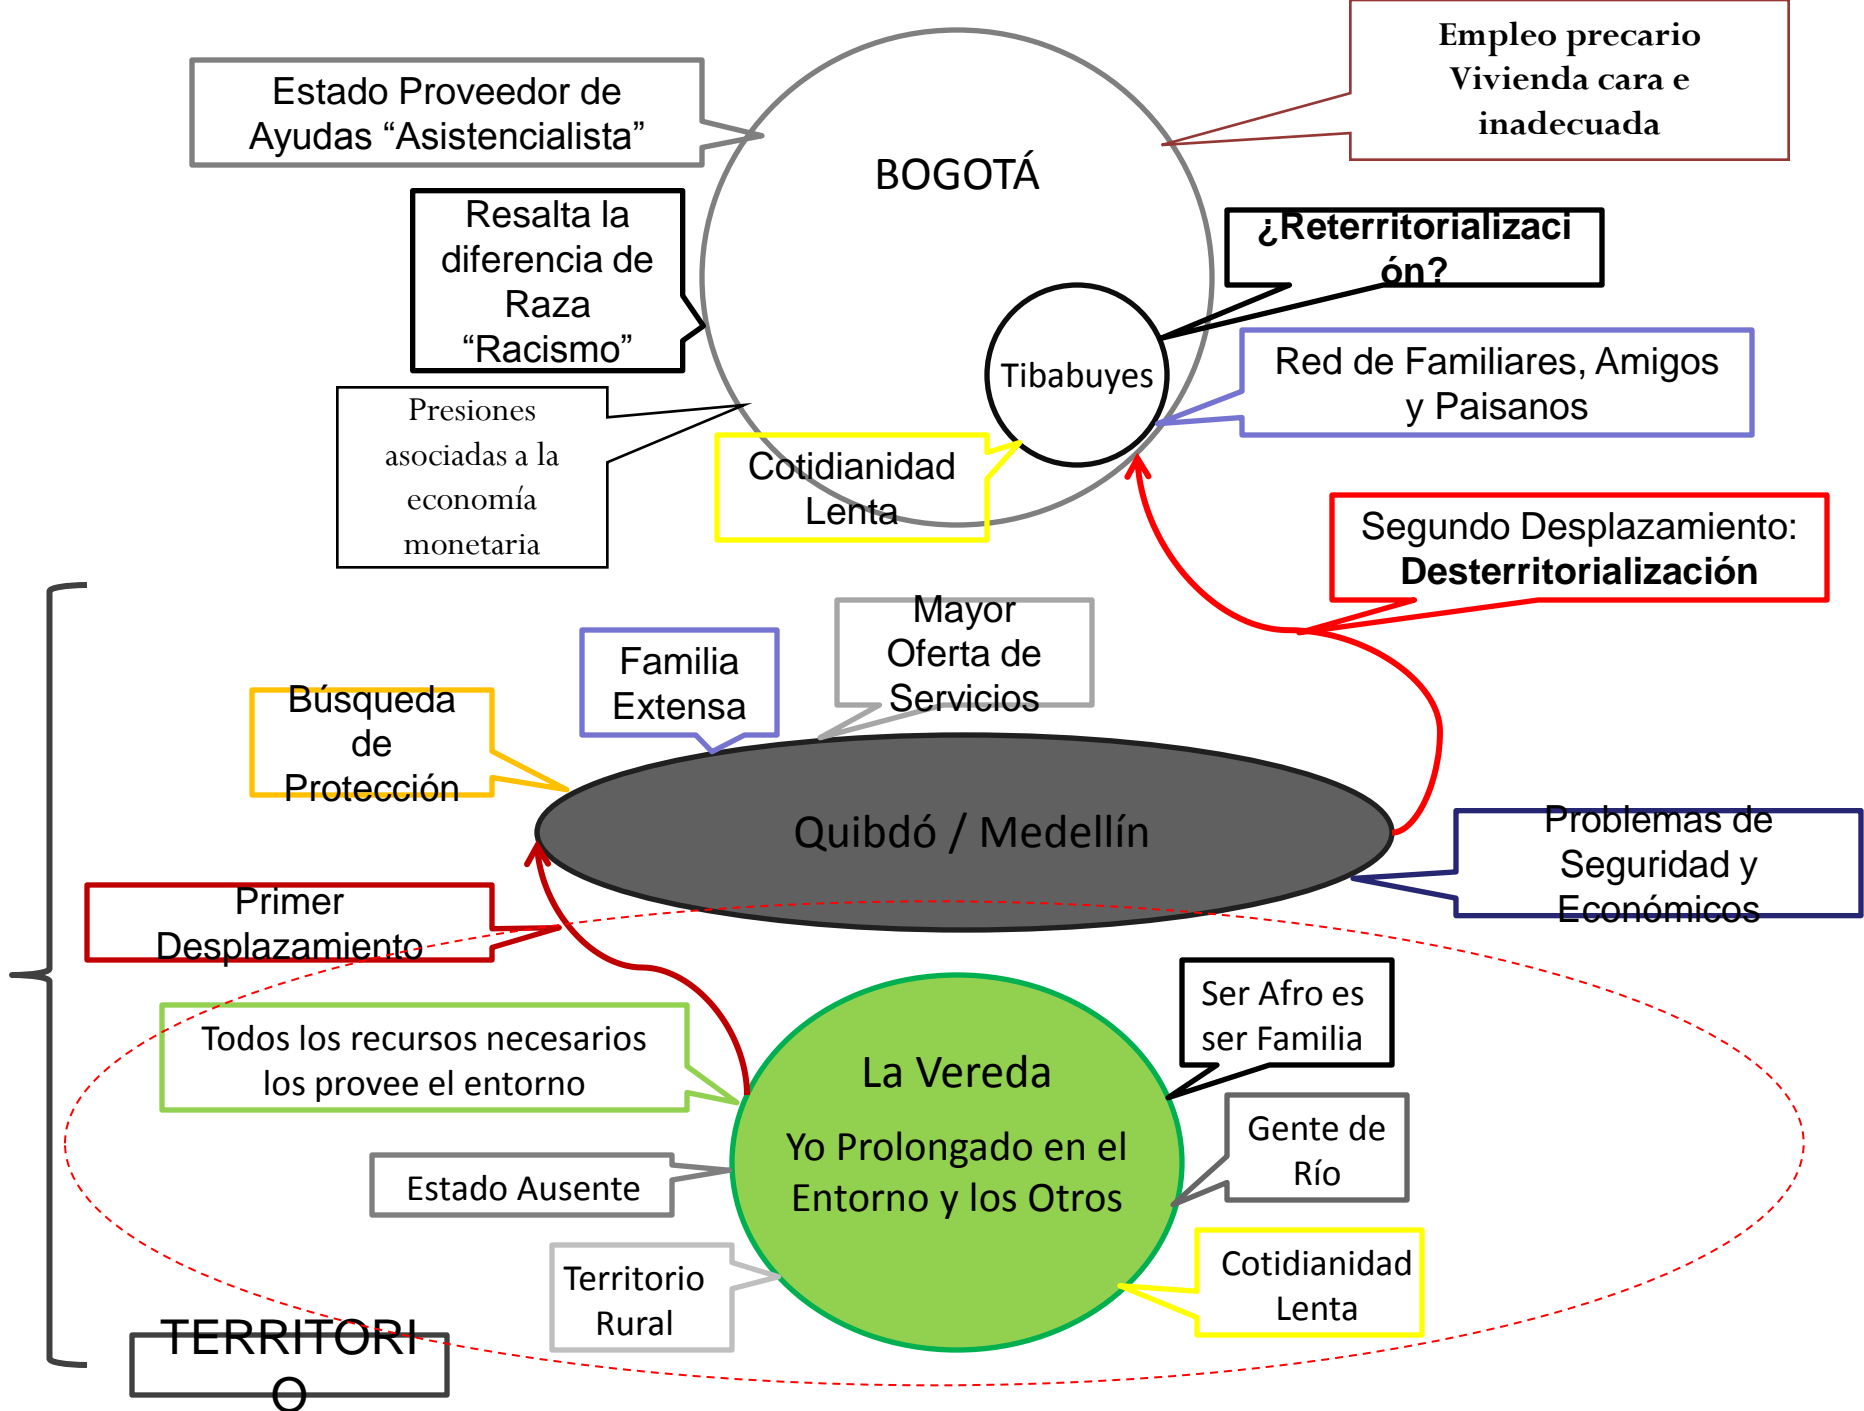 Empleo precario
Vivienda cara e
inadecuada
Estado Proveedor de
Ayudas “Asistencialista”
BOGOTÁ
Resalta la
diferencia de
Raza
“Racismo”
¿Reterritorializaci
ón?
Tibabuyes
Red de Familiares, Amigos
y Paisanos
Presiones
asociadas a la
economía
monetaria
Cotidianidad
Lenta
Segundo Desplazamiento:
Desterritorialización
Mayor
Oferta de
Servicios
Familia
Extensa
Búsqueda
de
Protección
Quibdó / Medellín
Problemas de
Seguridad y
Económicos
Primer
Desplazamiento
Ser Afro es
ser Familia
Todos los recursos necesarios
los provee el entorno
La Vereda
Yo Prolongado en el
Entorno y los Otros
Gente de
Río
Estado Ausente
Territorio
Rural
Cotidianidad
Lenta
TERRITORI
O